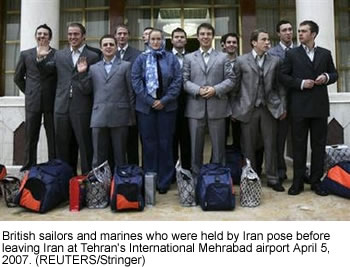 British sailors and marines who were held by Iran pose before
leaving Iran at Tehran's International Mehrabad airport April 5,
2007. (REUTERS/Stringer)